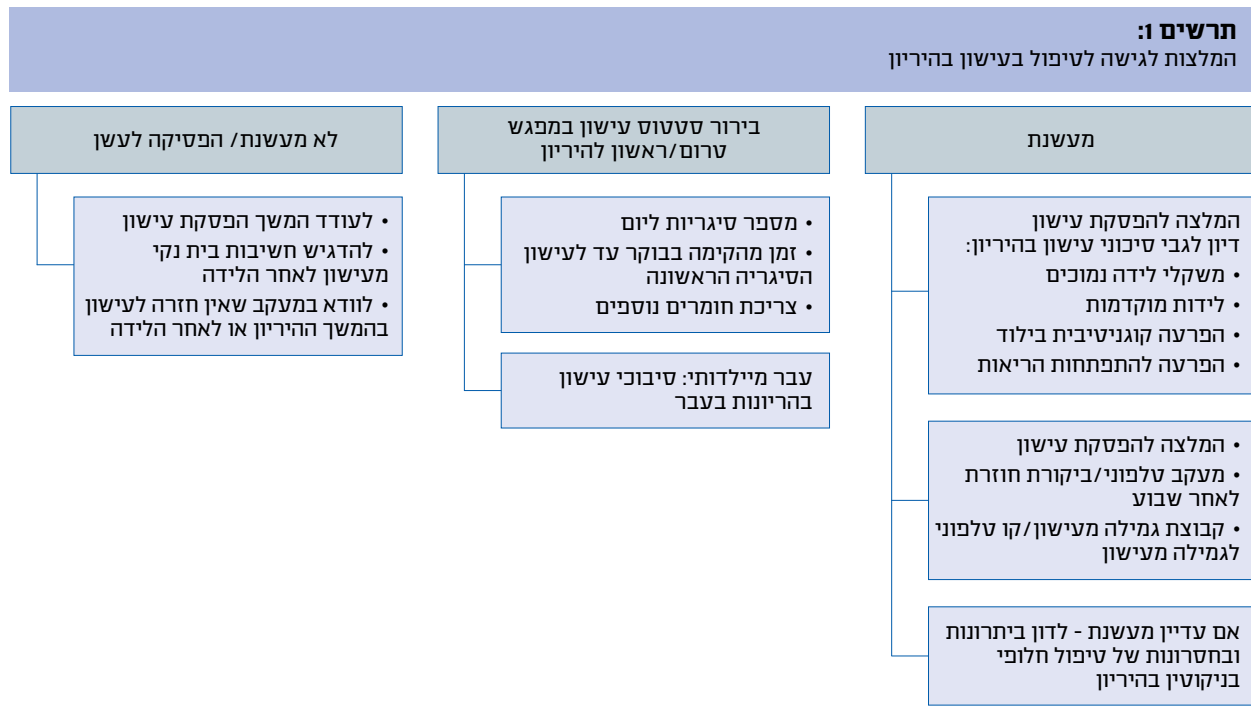 תרשים 1:
המלצות לגישה לטיפול בעישון בהיריון
מעשנת
המלצה להפסקת עישון
דיון לגבי סיכוני עישון בהיריון:
• משקלי לידה נמוכים
• לידות מוקדמות
• הפרעה קוגניטיבית בילוד
• הפרעה להתפתחות הריאות
• המלצה להפסקת עישון
• מעקב טלפוני/ביקורת חוזרת
לאחר שבוע
• קבוצת גמילה מעישון/קו טלפוני
לגמילה מעישון
אם עדיין מעשנת - לדון ביתרונות
ובחסרונות של טיפול חלופי
בניקוטין בהיריון
בירור סטטוס עישון במפגש
טרום/ראשון להיריון
• מספר סיגריות ליום
• זמן מהקימה בבוקר עד לעישון
הסיגריה הראשונה
• צריכת חומרים נוספים
עבר מיילדותי: סיבוכי עישון
בהריונות בעבר
לא מעשנת/ הפסיקה לעשן
• לעודד המשך הפסקת עישון
• להדגיש חשיבות בית נקי
מעישון לאחר הלידה
• לוודא במעקב שאין חזרה לעישון
בהמשך ההיריון או לאחר הלידה